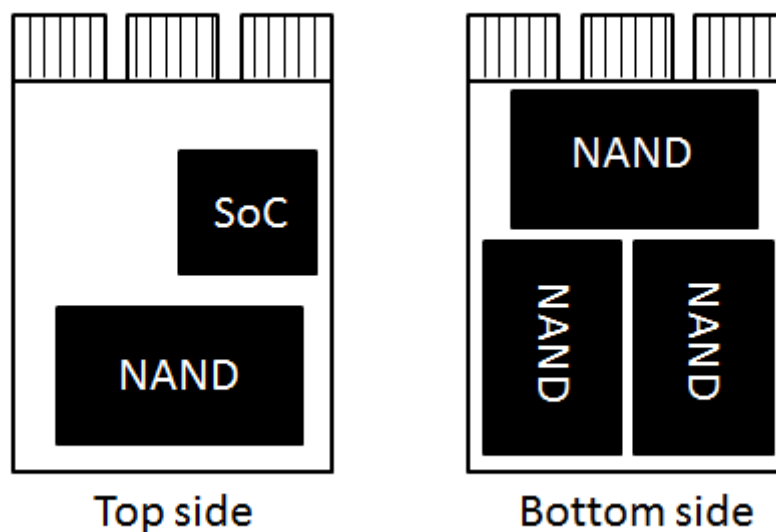 SoC
NAND
Top side
NAND
NAND
NAND
Bottom side